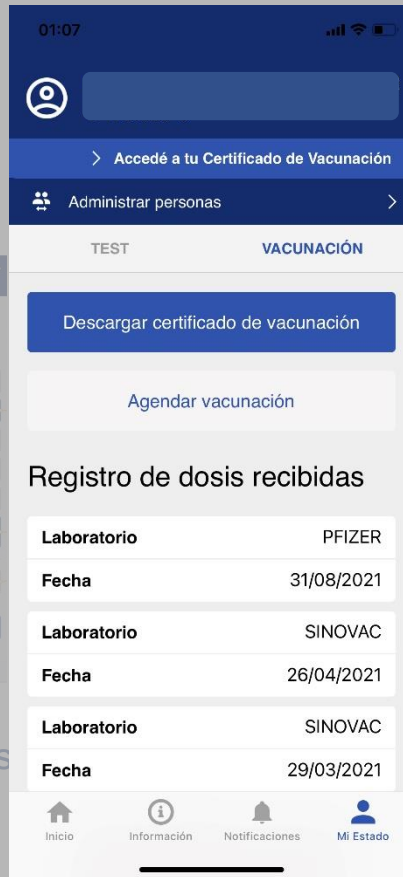 01:07
Accedé a tu Certificado de Vacunación
Administrar personas
TEST VACUNACIÓN
Descargar certificado de vacunación
Agendar vacunación
Registro de dosis recibidas
Laboratorio PFIZER
Fecha 31/08/2021
Laboratorio SINOVAC
Fecha 26/04/2021
Laboratorio SINOVAC
Fecha 29/03/2021
Inicio Información Notificaciones Mi Estado